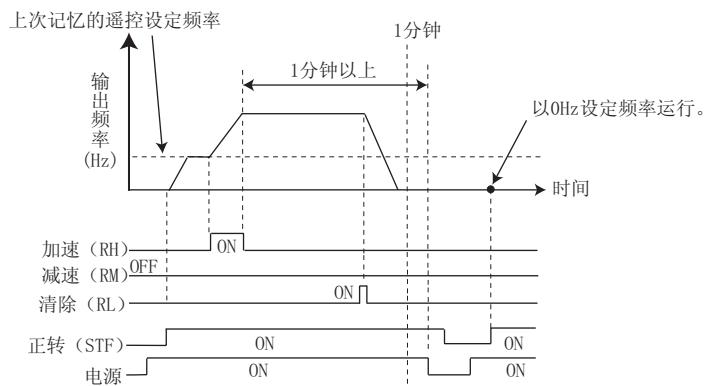 上次记忆的遥控设定频率
1分钟
1分钟以上
输出频率
(Hz)
以0Hz设定频率运行。
时间
加速（RH）
ON
减速（RM）
OFF
清除（RL）
ON
正转（STF）
ON
ON
电源
ON
ON